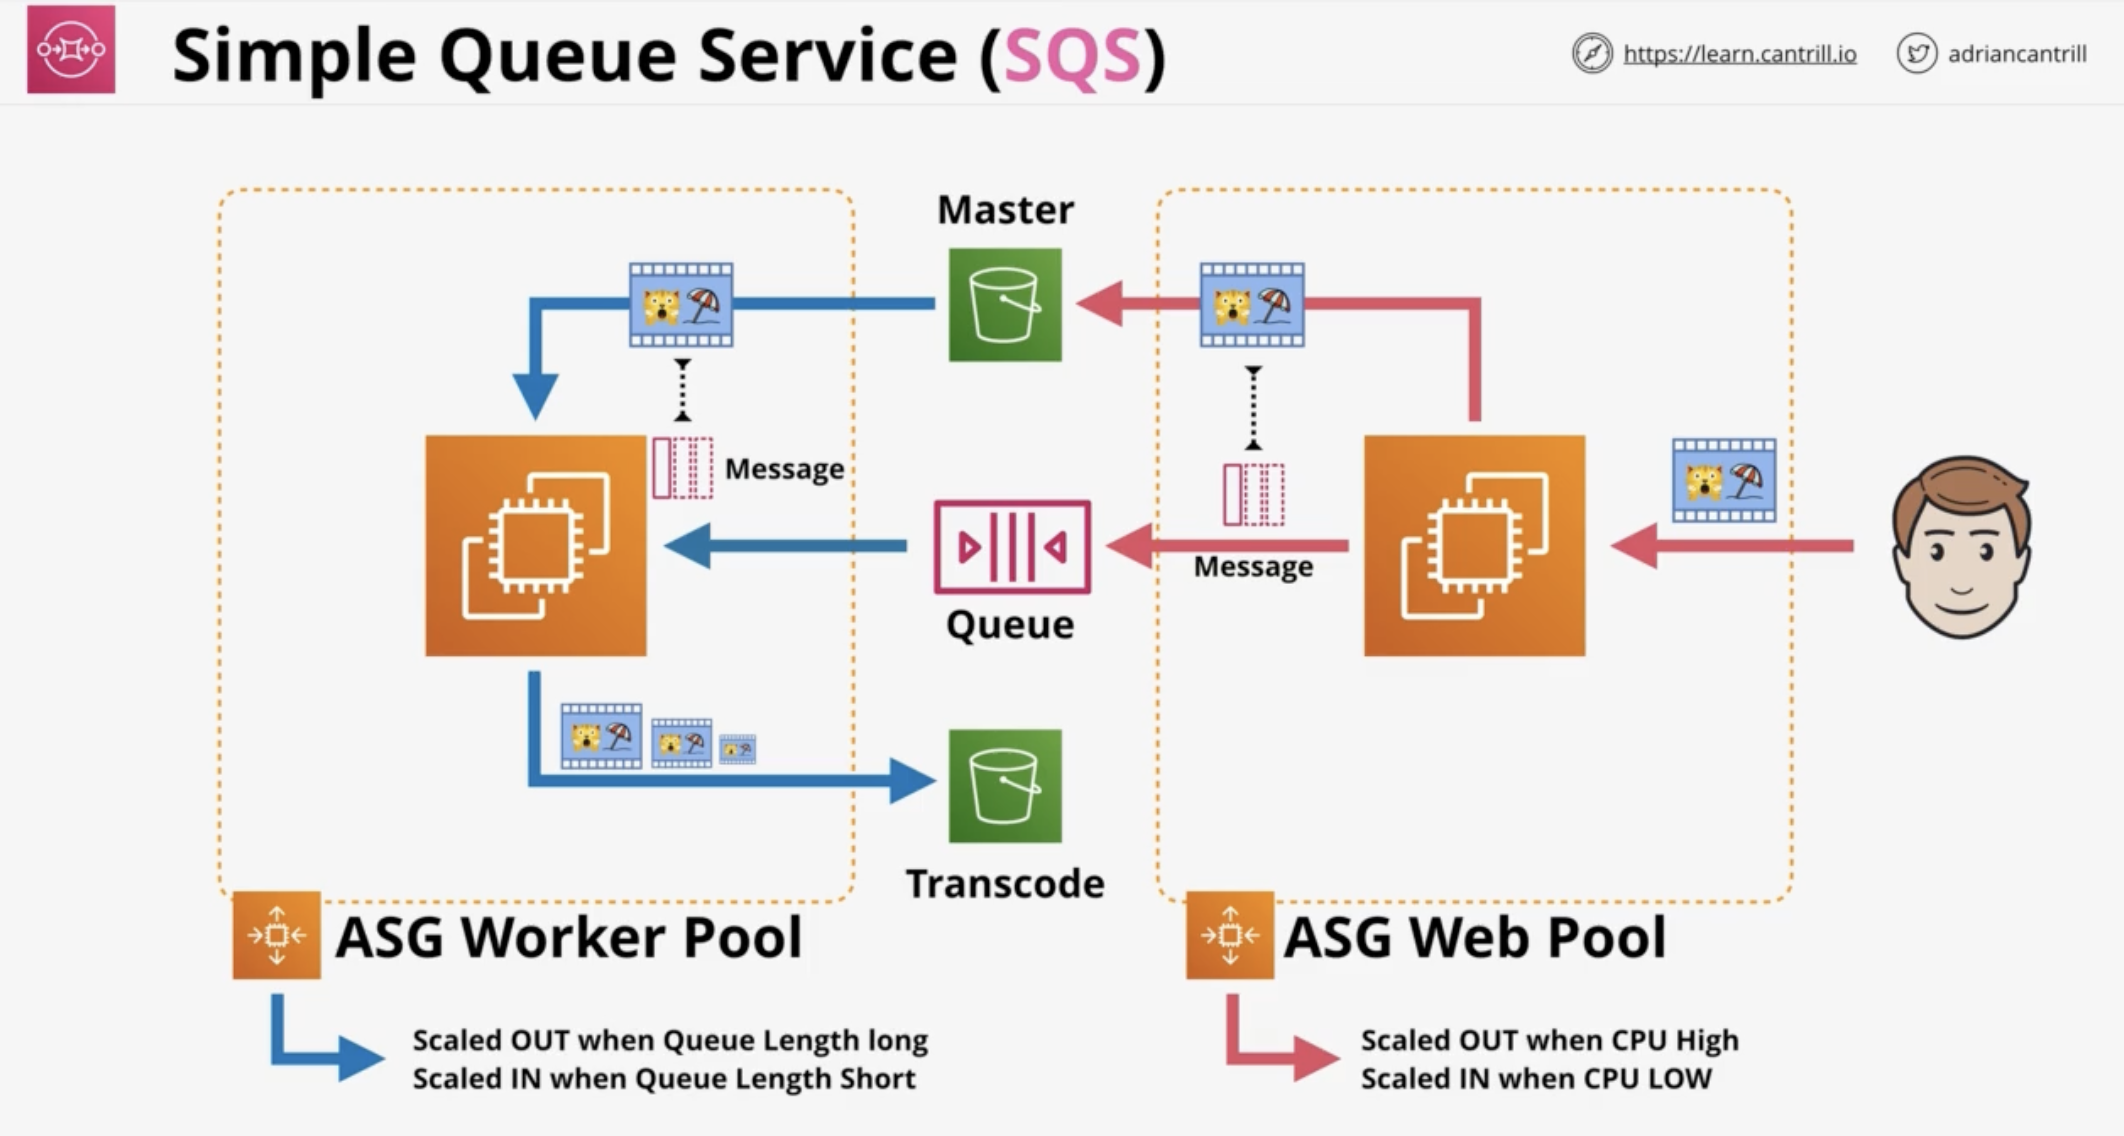 Simple Queue Service (SQS)
https://learn.cantrill.io
adriancantrill
Master
Message
Message
Queue
Transcode
ASG Worker Pool
Scaled OUT when Queue Length long
Scaled IN when Queue Length Short
ASG Web Pool
Scaled OUT when CPU High
Scaled IN when CPU LOW